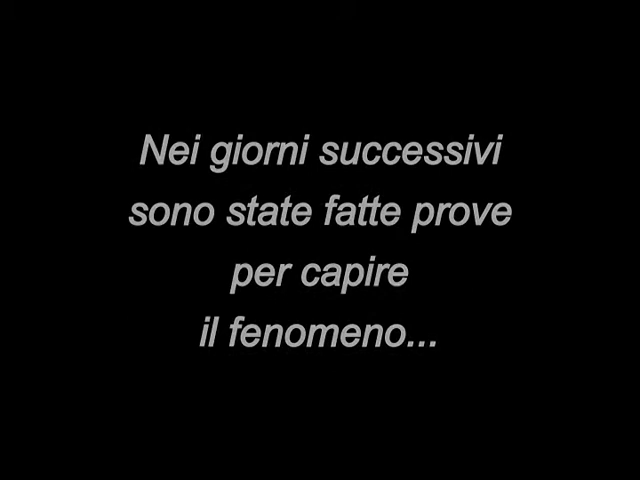 Nei giorni successivi
sono state fatte prove
per capire
il fenomeno...